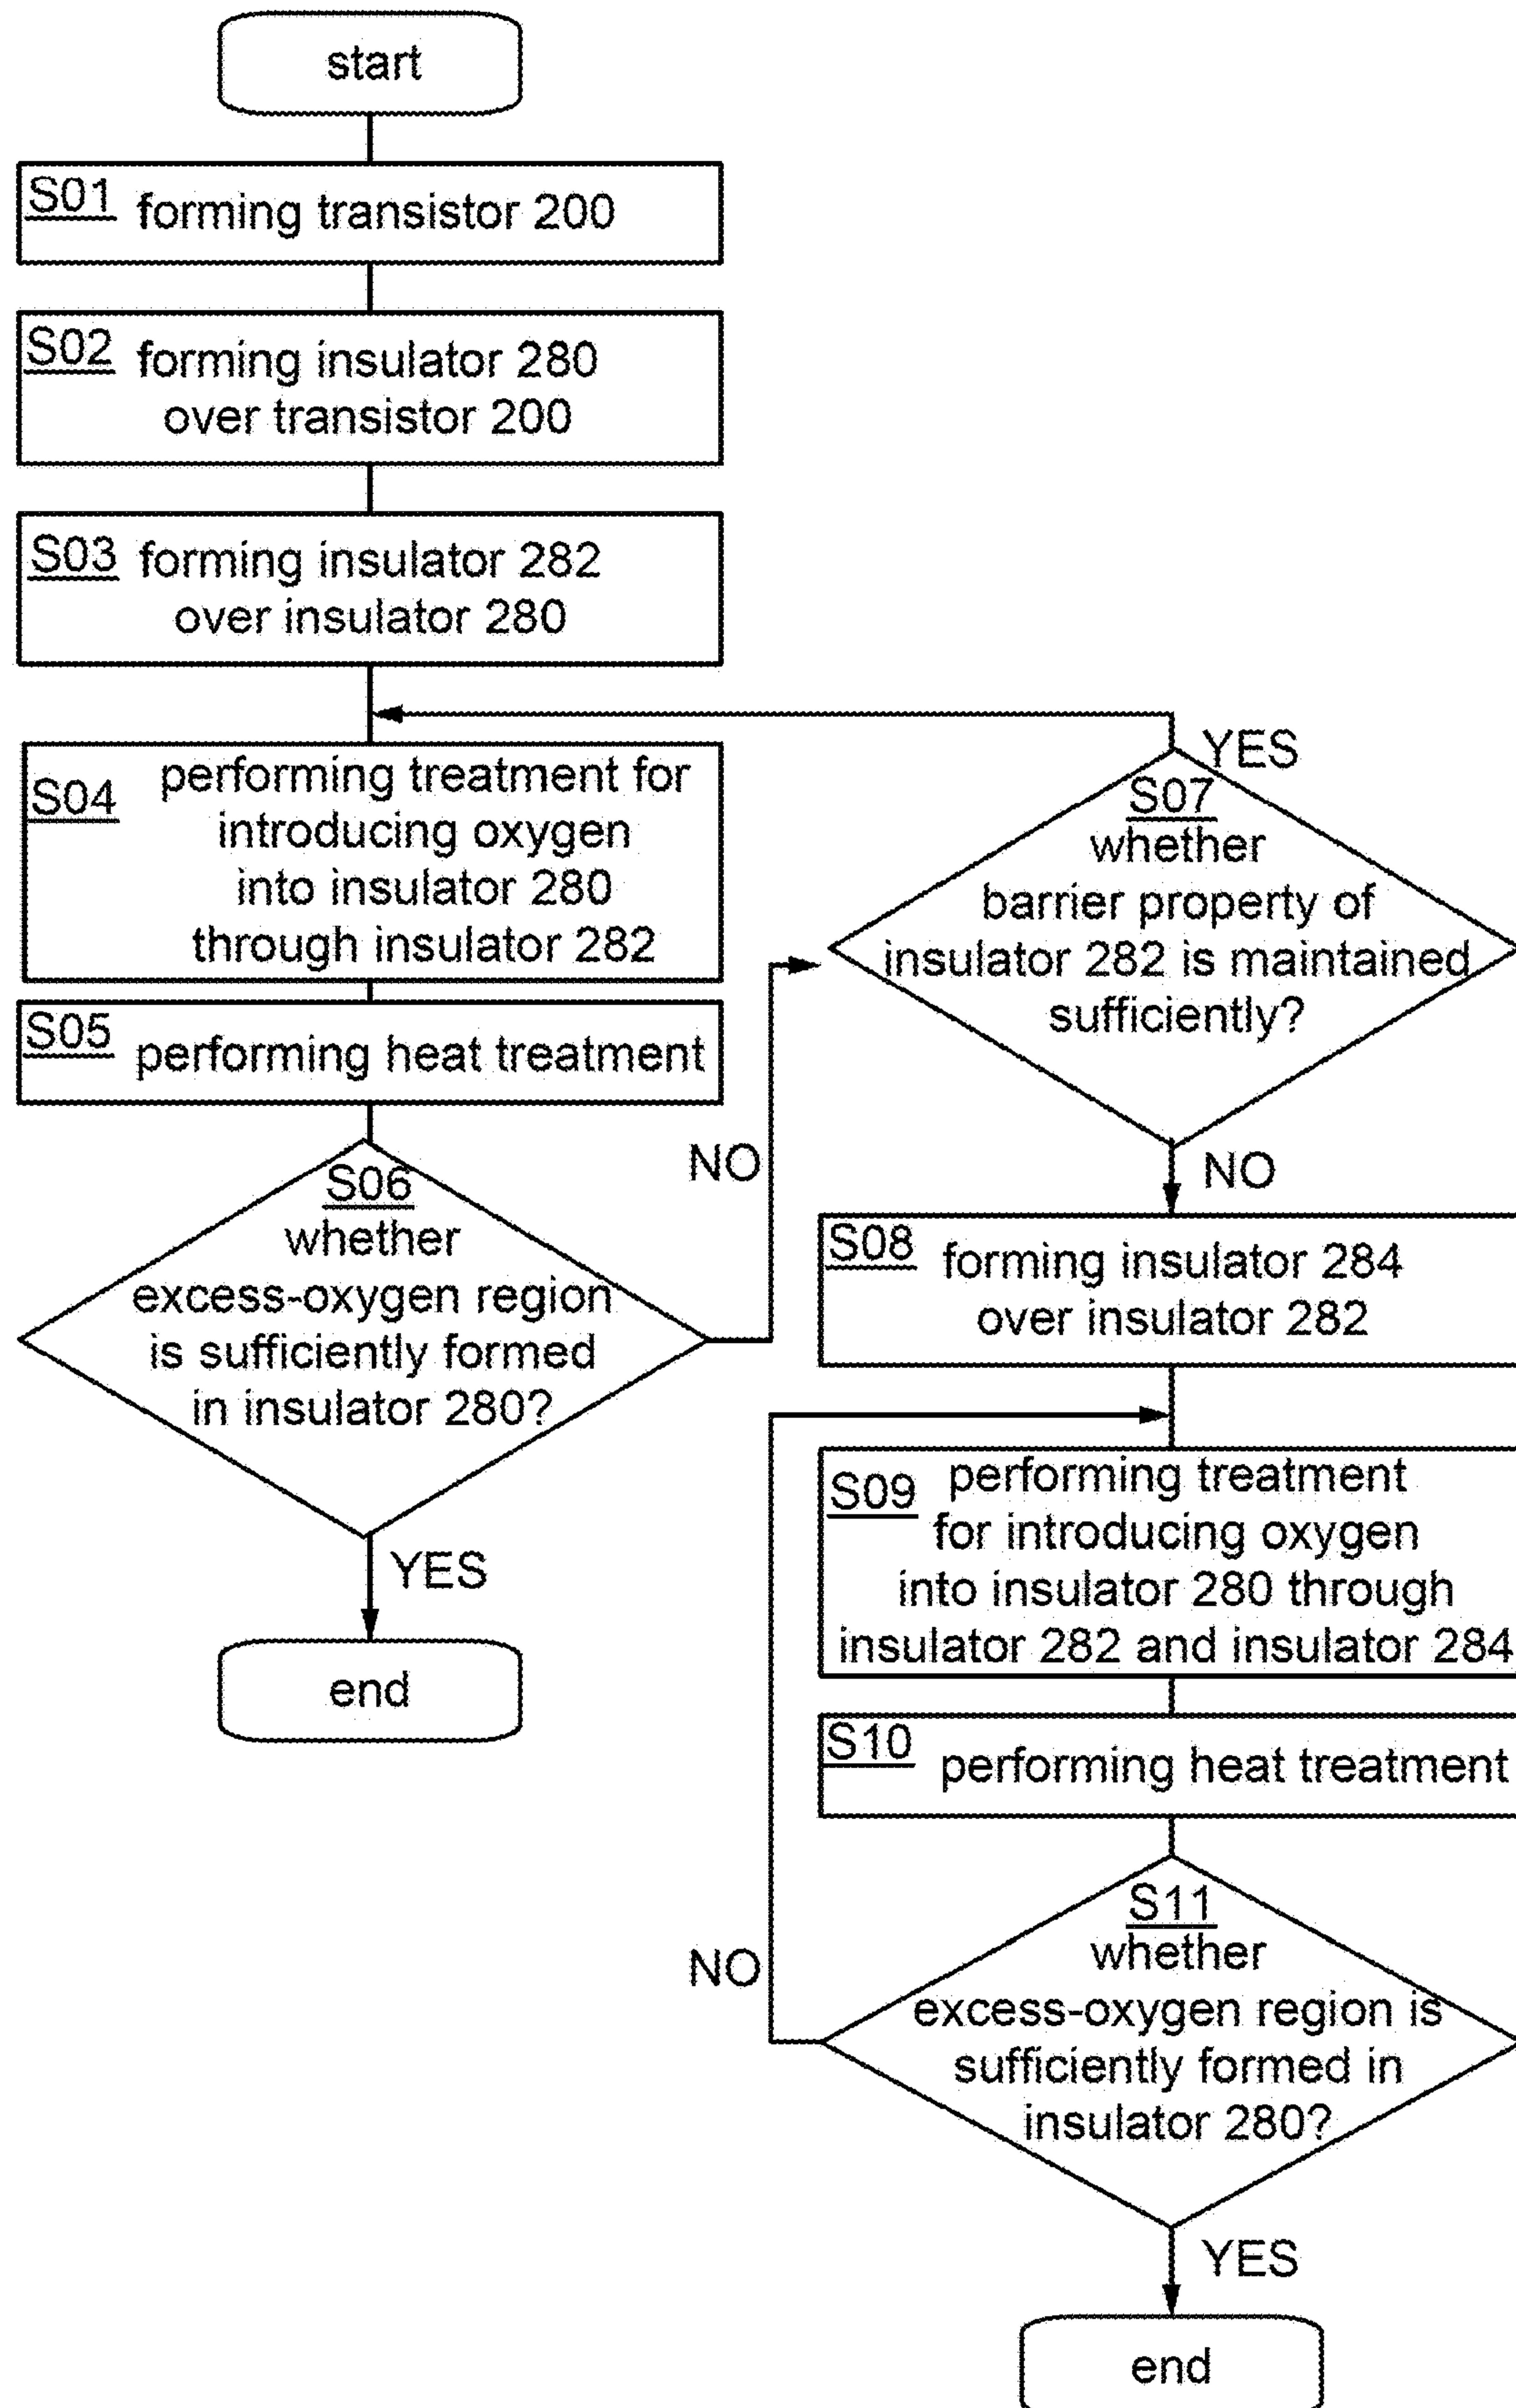 start
S01 forming transistor 200
S02 forming insulator 280
over transistor 200
S03 forming insulator 282
over insulator 280
S04 performing treatment for
introducing oxygen
into insulator 280
through insulator 282
S05 performing heat treatment
S06
whether
excess-oxygen region
is sufficiently formed
in insulator 280?
NO
YES
end
YES
S07
whether
barrier property of
insulator 282 is maintained
sufficiently?
NO
S08 forming insulator 284
over insulator 282
S09 performing treatment
for introducing oxygen
into insulator 280 through
insulator 282 and insulator 284
S10 performing heat treatment
S11
whether
excess-oxygen region is
sufficiently formed in
insulator 280?
NO
YES
end